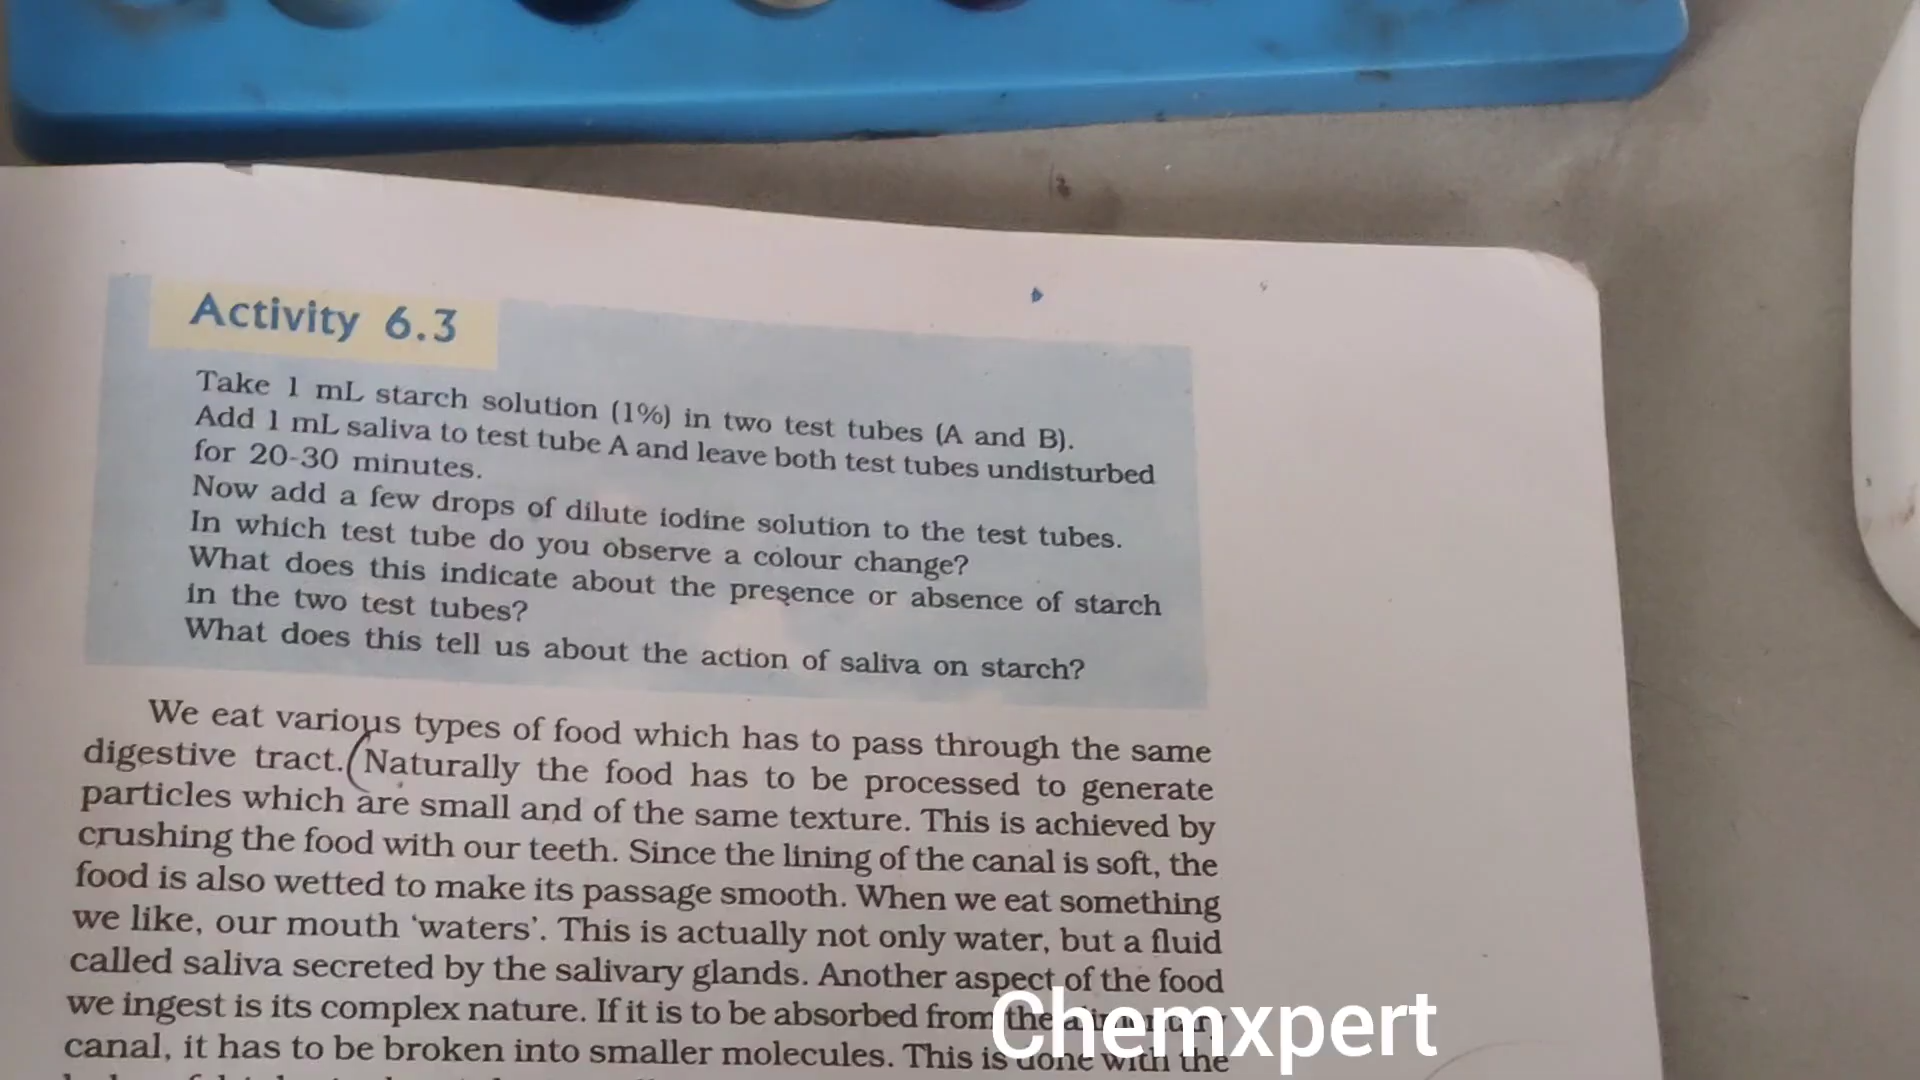 Activity 6.3
Take 1 mL starch solution (1%) in two test tubes (A and B).
Add 1 mL saliva to test tube A and leave both test tubes undisturbed
for 20-30 minutes.
Now add a few drops of dilute iodine solution to the test tubes.
In which test tube do you observe a colour change?
What does this indicate about the presence or absence of starch
in the two test tubes?
What does this tell us about the action of saliva on starch?
We eat various types of food which has to pass through the same
digestive tract. (Naturally the food has to be processed to generate
particles which are small and of the same texture. This is achieved by
crushing the food with our teeth. Since the lining of the canal is soft, the
food is also wetted to make its passage smooth. When we eat something
we like, our mouth ‘waters’. This is actually not only water, but a fluid
called saliva secreted by the salivary glands. Another aspect of the food
we ingest is its complex nature. If it is to be absorbed from the
canal, it has to be broken into smaller molecules. This is done with the
Chemxpert